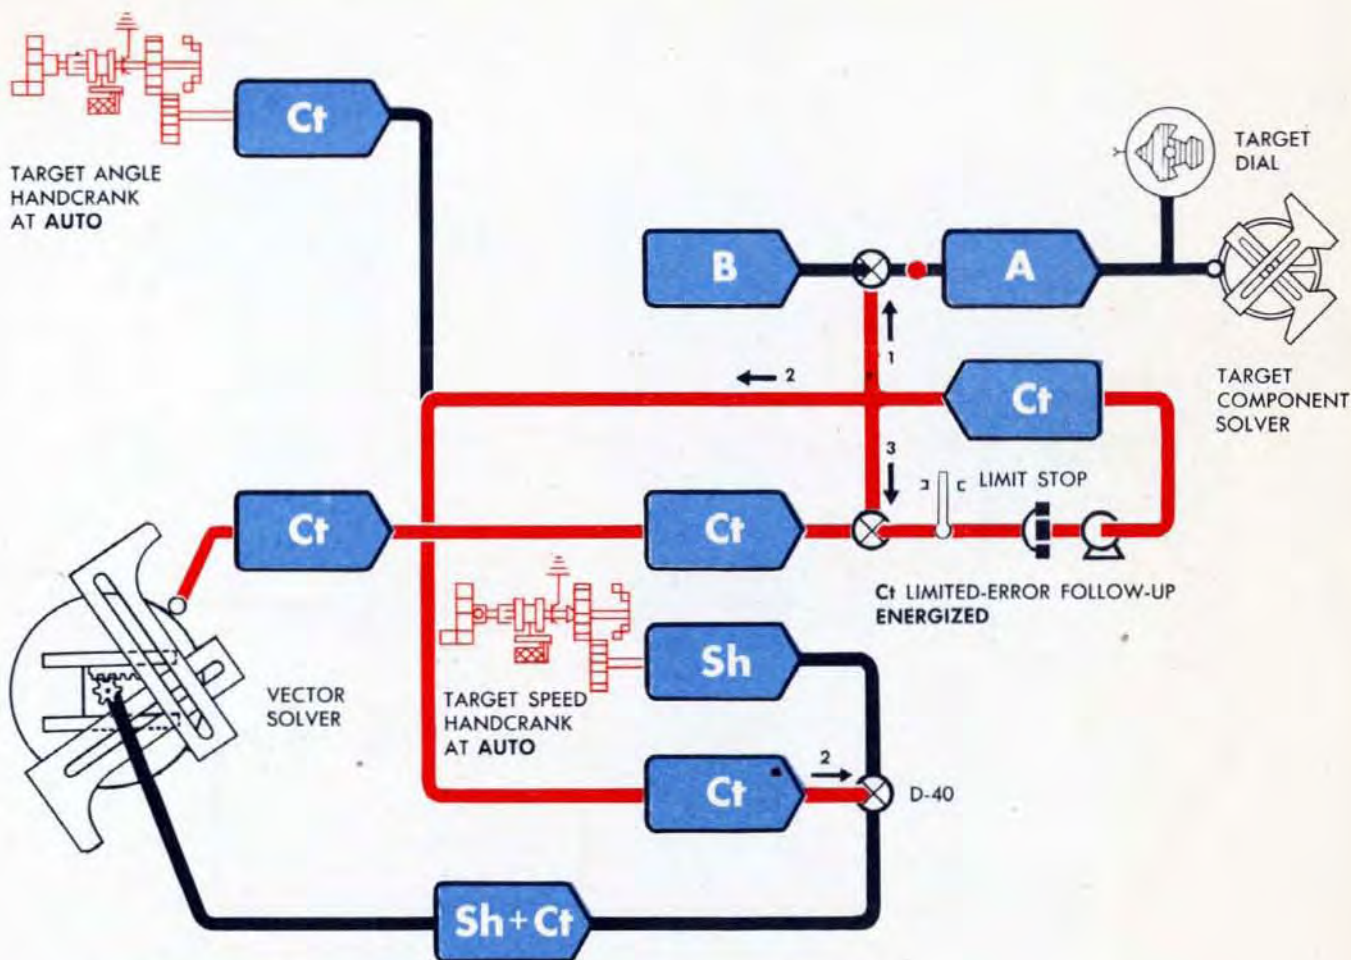 Ct
TARGET ANGLE
HANDCRANK
AT AUTO
TARGET
DIAL
B
A
1
2
Ct
TARGET
COMPONENT
SOLVER
3
LIMIT STOP
Ct
Ct
Ct LIMITED-ERROR FOLLOW-UP
ENERGIZED
Sh
VECTOR
SOLVER
TARGET SPEED
HANDCRANK
AT AUTO
2
Ct
D-40
Sh+Ct